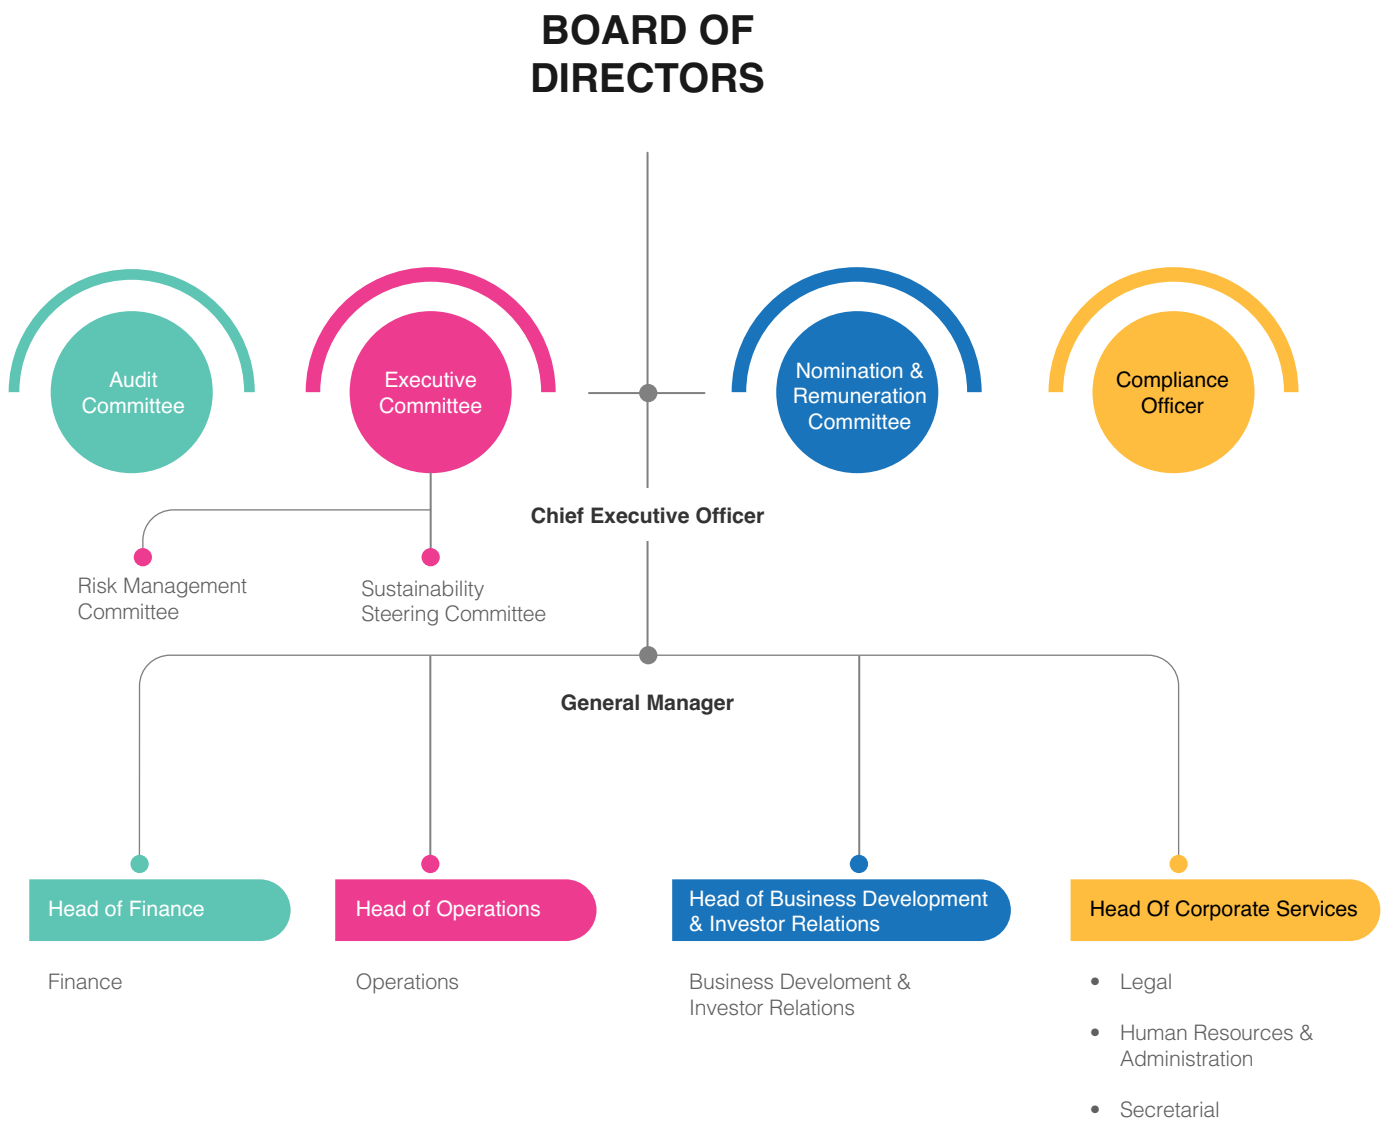 BOARD OF
DIRECTORS
Audit
Committee
Executive
Committee
Nomination &
Remuneration
Committee
Compliance
Officer
Chief Executive Officer
Risk Management
Committee
Sustainability
Steering Committee
General Manager
Head of Finance
Head of Operations
Head of Business Development
& Investor Relations
Head Of Corporate Services
Finance
Operations
Business Develoment &
Investor Relations
• Legal
• Human Resources &
Administration
• Secretarial